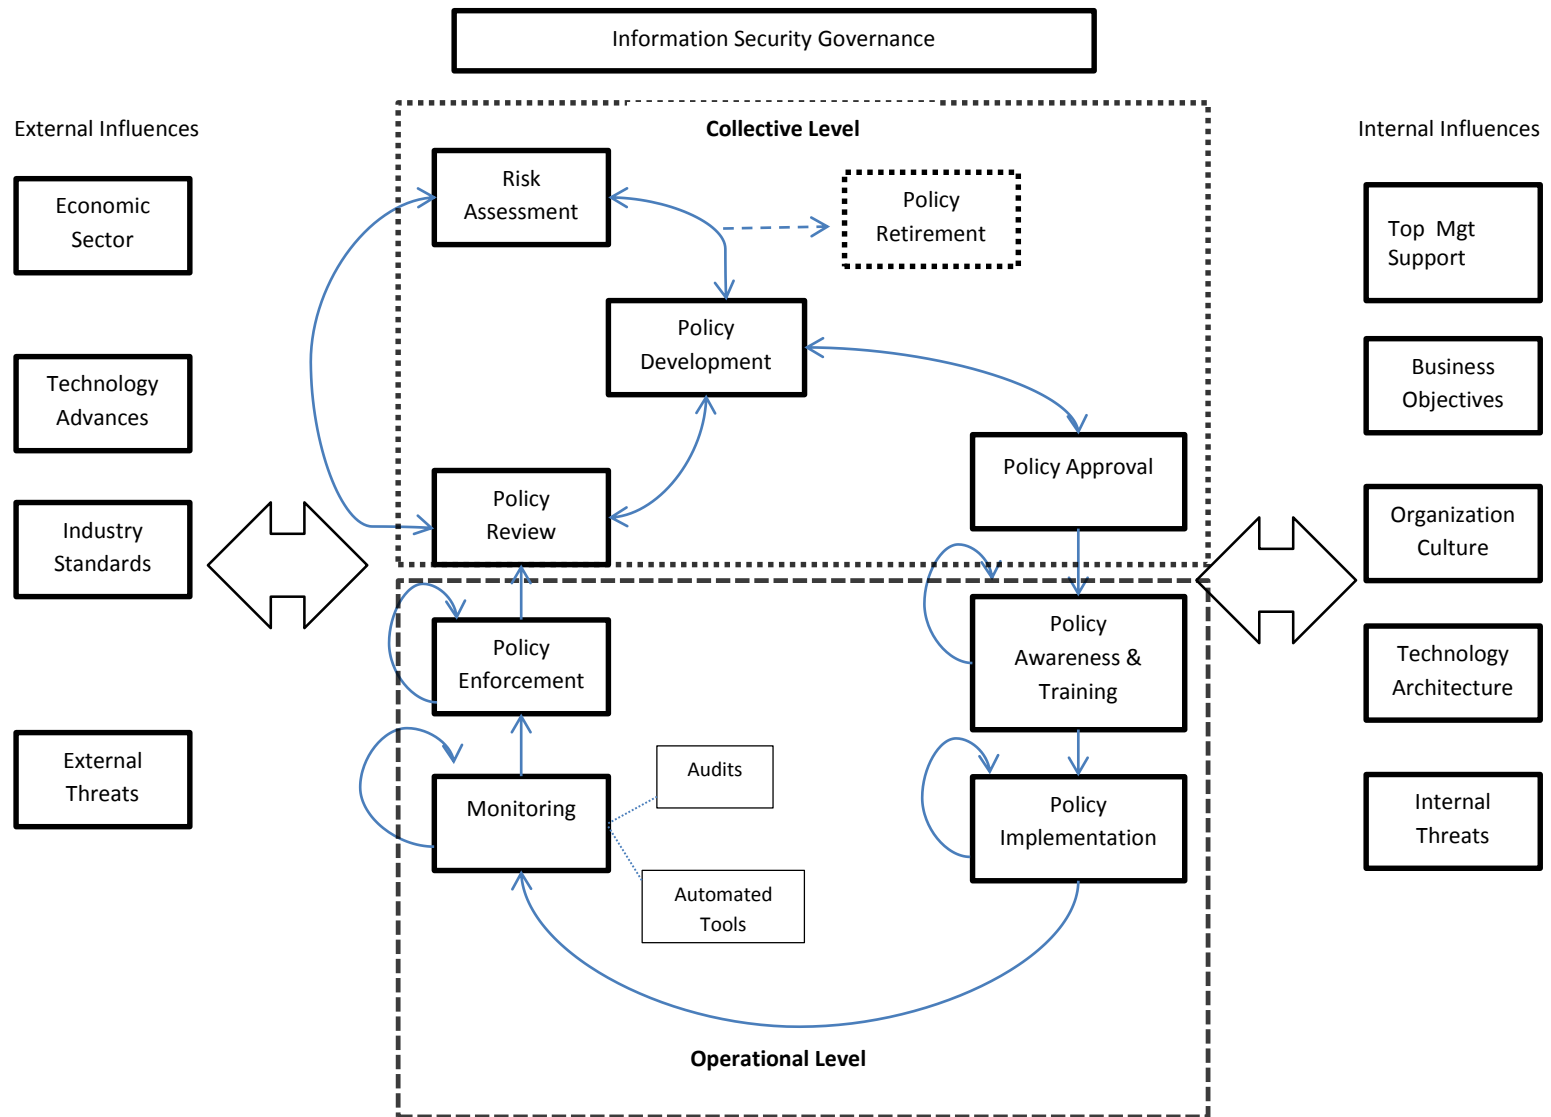 Information Security Governance
External Influences
Collective Level
Internal Influences
Economic
Sector
Risk
Assessment
Policy
Retirement
Top  Mgt
Support
Technology
Advances
Policy
Development
Business
Objectives
Industry
Standards
Policy
Review
Policy Approval
Organization
Culture
Policy
Enforcement
Policy
Awareness &
Training
Technology
Architecture
External
Threats
Monitoring
Audits
Automated
Tools
Policy
Implementation
Internal
Threats
Operational Level